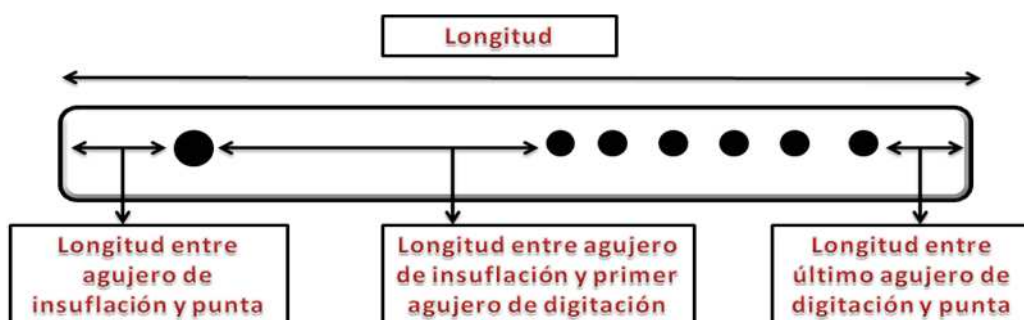 Longitud
Longitud entre
agujero de
insuflación y punta
Longitud entre agujero
de insuflación y primer
agujero de digitación
Longitud entre
último agujero de
digitación y punta